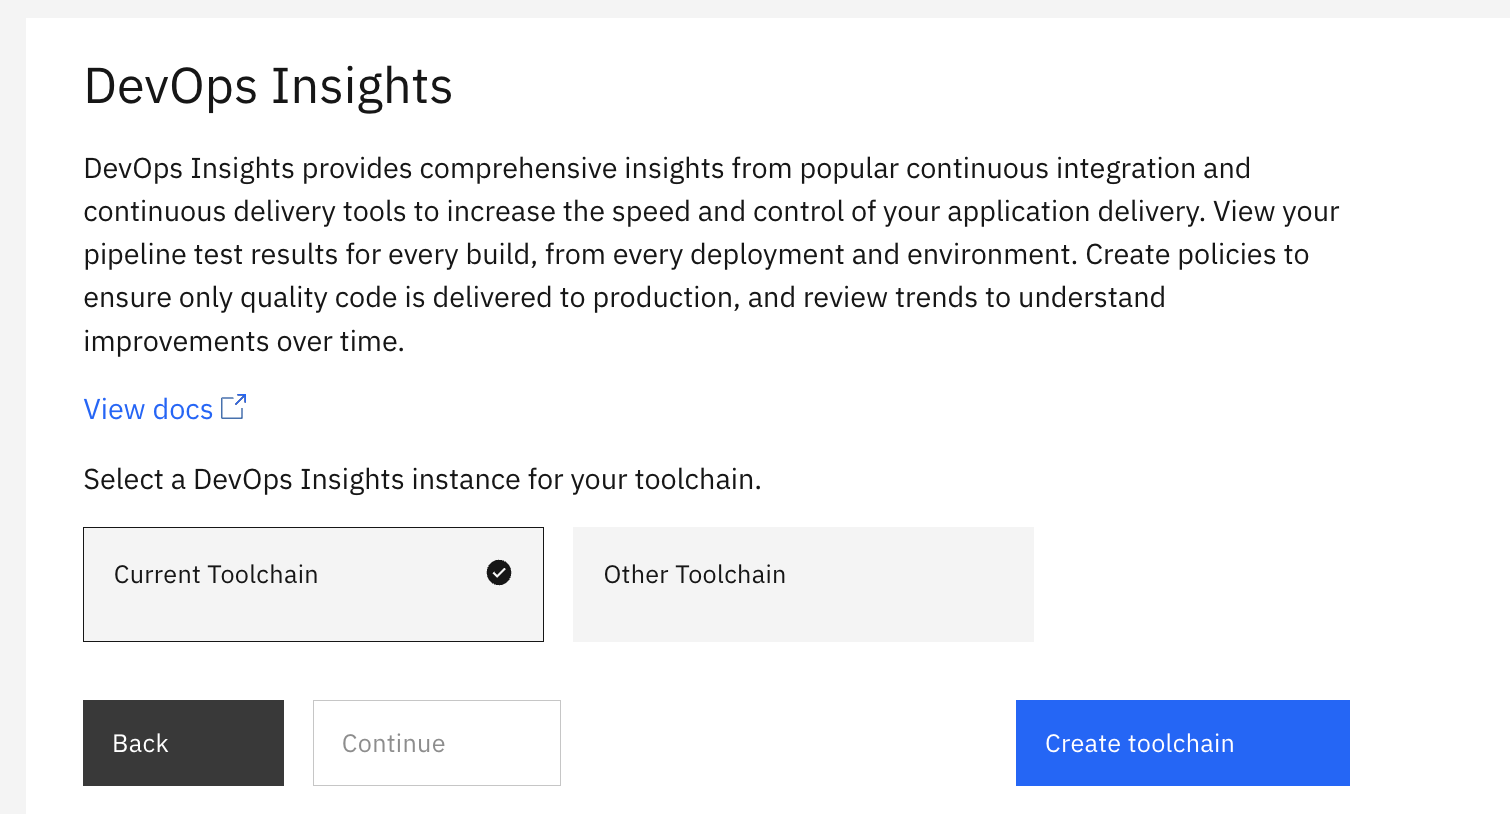 DevOps Insights
DevOps Insights provides comprehensive insights from popular continuous integration and
continuous delivery tools to increase the speed and control of your application delivery. View your
pipeline test results for every build, from every deployment and environment. Create policies to
ensure only quality code is delivered to production, and review trends to understand
improvements over time.
View docs
Select a DevOps Insights instance for your toolchain.
Current Toolchain
Other Toolchain
Back
Continue
Create toolchain